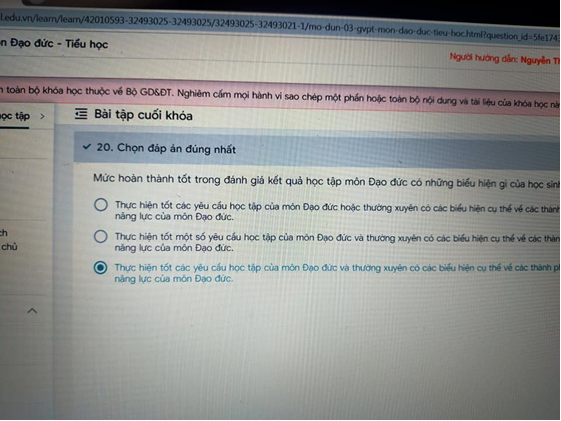 l.edu.vn/learn/learn/42010593-32493025-32493025/32493025-32493021-1/mo-dun-03-gvpt-mon-dao-duc-tieu-hoc.html?question_id=5fe174
n Đạo đức - Tiểu học
Người hướng dẫn: Nguyễn Th
n toàn bộ khóa học thuộc về Bộ GD&ĐT. Nghiêm cấm mọi hành vi sao chép một phần hoặc toàn bộ nội dung và tài liệu của khóa học nà
ọc tập >
Bài tập cuối khóa
20. Chọn đáp án đúng nhất
Mức hoàn thành tốt trong đánh giá kết quả học tập môn Đạo đức có những biểu hiện gì của học sinh
Thực hiện tốt các yêu cầu học tập của môn Đạo đức hoặc thường xuyên có các biểu hiện cụ thể về các thành
năng lực của môn Đạo đức.
Thực hiện tốt một số yêu cầu học tập của môn Đạo đức và thường xuyên có các biểu hiện cụ thể về các thàn
năng lực của môn Đạo đức.
Thực hiện tốt các yêu cầu học tập của môn Đạo đức và thường xuyên có các biểu hiện cụ thể về các thành p
năng lực của môn Đạo đức.
ch
chủ